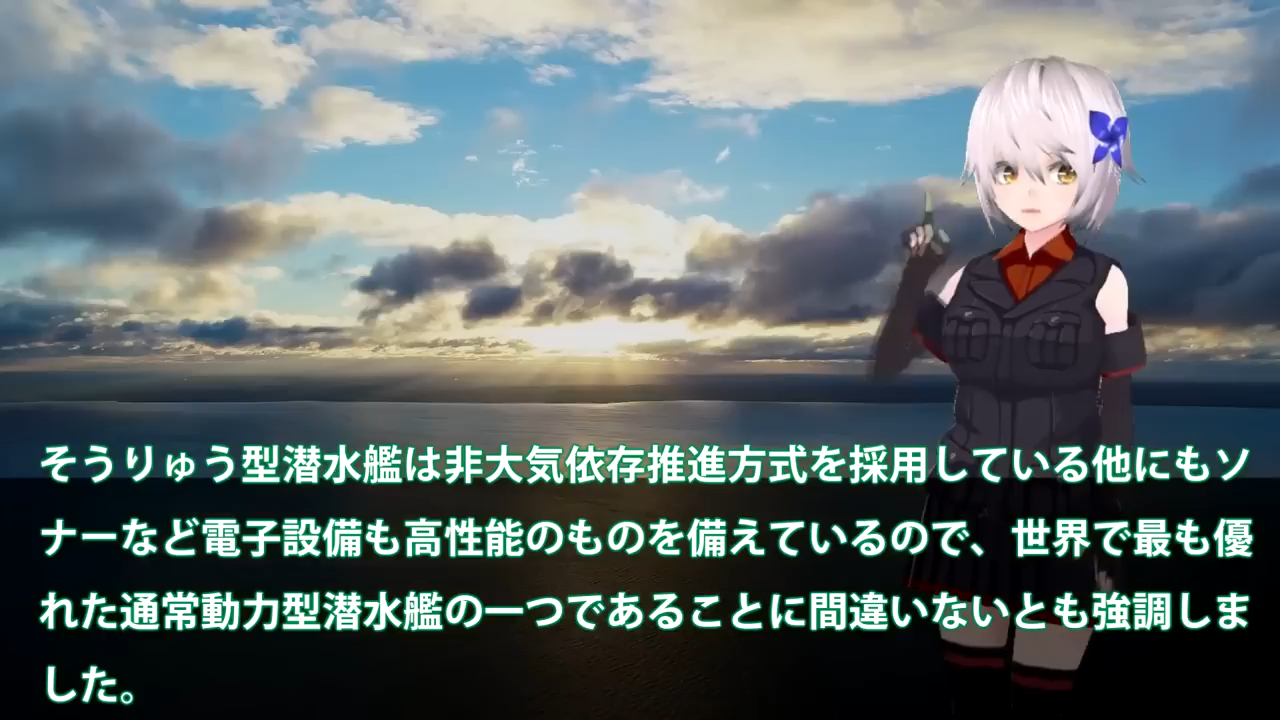 そうりゅう型潜水艦は非大気依存推進方式を採用している他にもソ
ナーなど電子設備も高性能のものを備えているので、世界で最も優
れた通常動力型潜水艦の一つであることに間違いないとも強調しま
した。